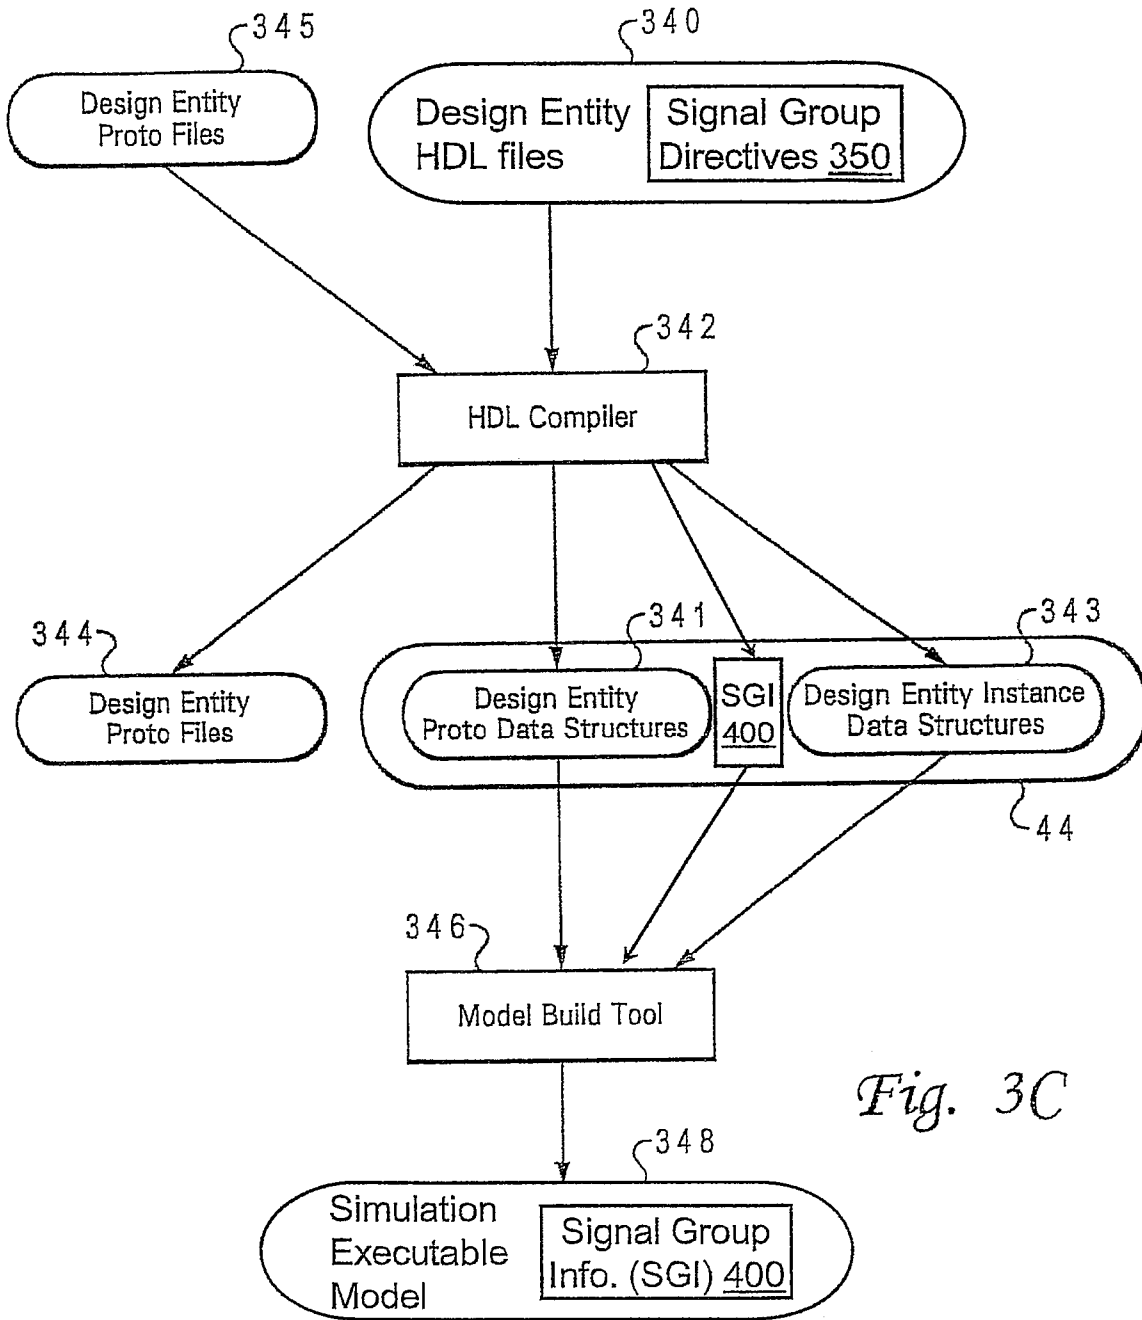 345
Design Entity
Proto Files
340
Design Entity
HDL files
Signal Group
Directives 350
342
HDL Compiler
344
Design Entity
Proto Files
341
Design Entity
Proto Data Structures
SGI
400
343
Design Entity Instance
Data Structures
44
346
Model Build Tool
Fig. 3C
348
Simulation
Executable
Model
Signal Group
Info. (SGI) 400